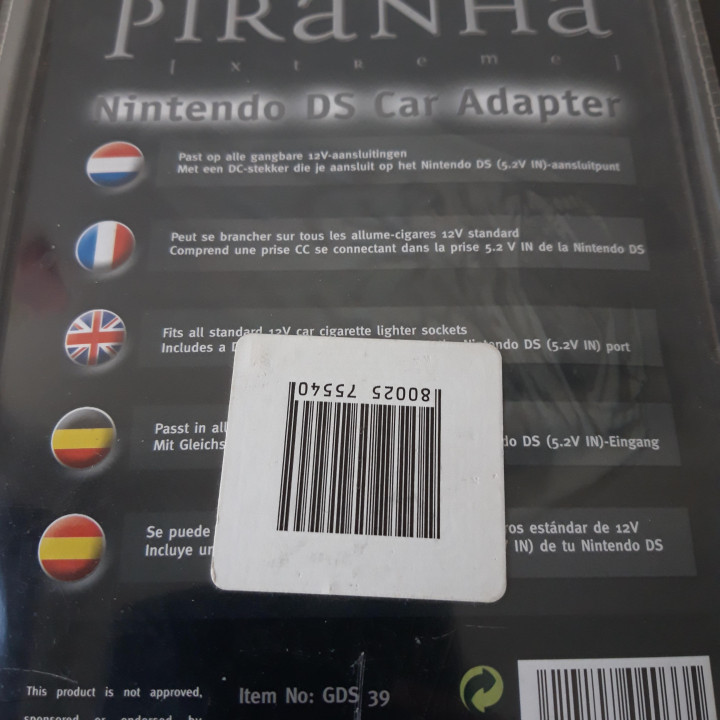 PIRANHA
[ x t r e m e ]
Nintendo DS Car Adapter
Past op alle gangbare 12V-aansluitingen
Met een DC-stekker die je aansluit op het Nintendo DS (5.2V IN)-aansluitpunt
Peut se brancher sur tous les allume-cigares 12V standard
Comprend une prise CC se connectant dans la prise 5.2 V IN de la Nintendo DS
Fits all standard 12V car cigarette lighter sockets
Includes a DS (5.2V IN) port
Passt in all
Mit Gleichs DS (5.2V IN)-Eingang
Se puede ros estándar de 12V
Incluye un IN) de tu Nintendo DS
80025 75540
This product is not approved,
sponsored or endorsed by
Item No: GDS 39